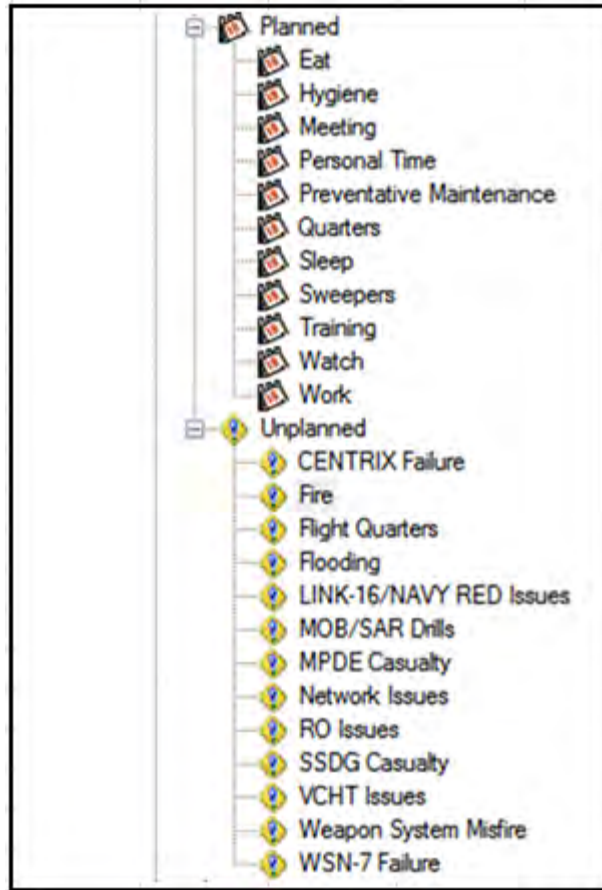 Planned
Eat
Hygiene
Meeting
Personal Time
Preventative Maintenance
Quarters
Sleep
Sweepers
Training
Watch
Work
Unplanned
CENTRIX Failure
Fire
Flight Quarters
Flooding
LINK-16/NAVY RED Issues
MOB/SAR Drills
MPDE Casualty
Network Issues
RO Issues
SSDG Casualty
VCHT Issues
Weapon System Misfire
WSN-7 Failure